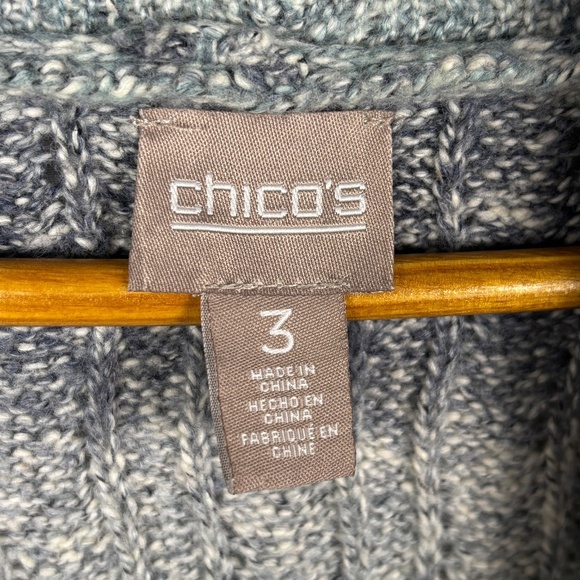 chico's
3
MADE IN
CHINA
HECHO EN
CHINA
FABRIQUÉ EN
CHINE